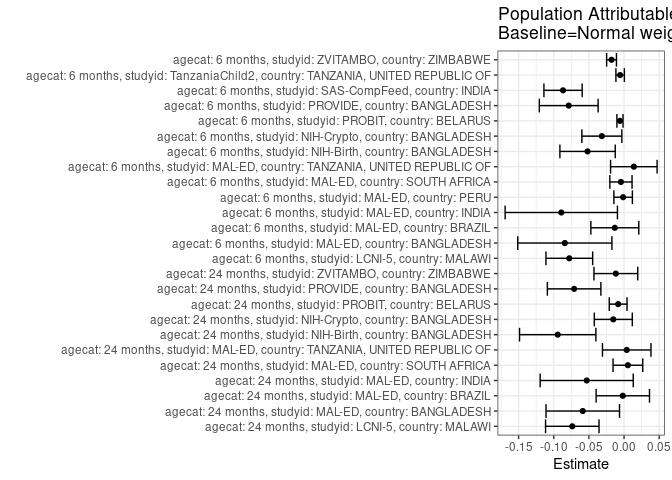 Population Attributable
Baseline=Normal weig
agecat: 6 months, studyid: ZVITAMBO, country: ZIMBABWE
agecat: 6 months, studyid: TanzaniaChild2, country: TANZANIA, UNITED REPUBLIC OF
agecat: 6 months, studyid: SAS-CompFeed, country: INDIA
agecat: 6 months, studyid: PROVIDE, country: BANGLADESH
agecat: 6 months, studyid: PROBIT, country: BELARUS
agecat: 6 months, studyid: NIH-Crypto, country: BANGLADESH
agecat: 6 months, studyid: NIH-Birth, country: BANGLADESH
agecat: 6 months, studyid: MAL-ED, country: TANZANIA, UNITED REPUBLIC OF
agecat: 6 months, studyid: MAL-ED, country: SOUTH AFRICA
agecat: 6 months, studyid: MAL-ED, country: PERU
agecat: 6 months, studyid: MAL-ED, country: INDIA
agecat: 6 months, studyid: MAL-ED, country: BRAZIL
agecat: 6 months, studyid: MAL-ED, country: BANGLADESH
agecat: 6 months, studyid: LCNI-5, country: MALAWI
agecat: 24 months, studyid: ZVITAMBO, country: ZIMBABWE
agecat: 24 months, studyid: PROVIDE, country: BANGLADESH
agecat: 24 months, studyid: PROBIT, country: BELARUS
agecat: 24 months, studyid: NIH-Crypto, country: BANGLADESH
agecat: 24 months, studyid: NIH-Birth, country: BANGLADESH
agecat: 24 months, studyid: MAL-ED, country: TANZANIA, UNITED REPUBLIC OF
agecat: 24 months, studyid: MAL-ED, country: SOUTH AFRICA
agecat: 24 months, studyid: MAL-ED, country: INDIA
agecat: 24 months, studyid: MAL-ED, country: BRAZIL
agecat: 24 months, studyid: MAL-ED, country: BANGLADESH
agecat: 24 months, studyid: LCNI-5, country: MALAWI
-0.15 -0.10 -0.05 0.00 0.05
Estimate